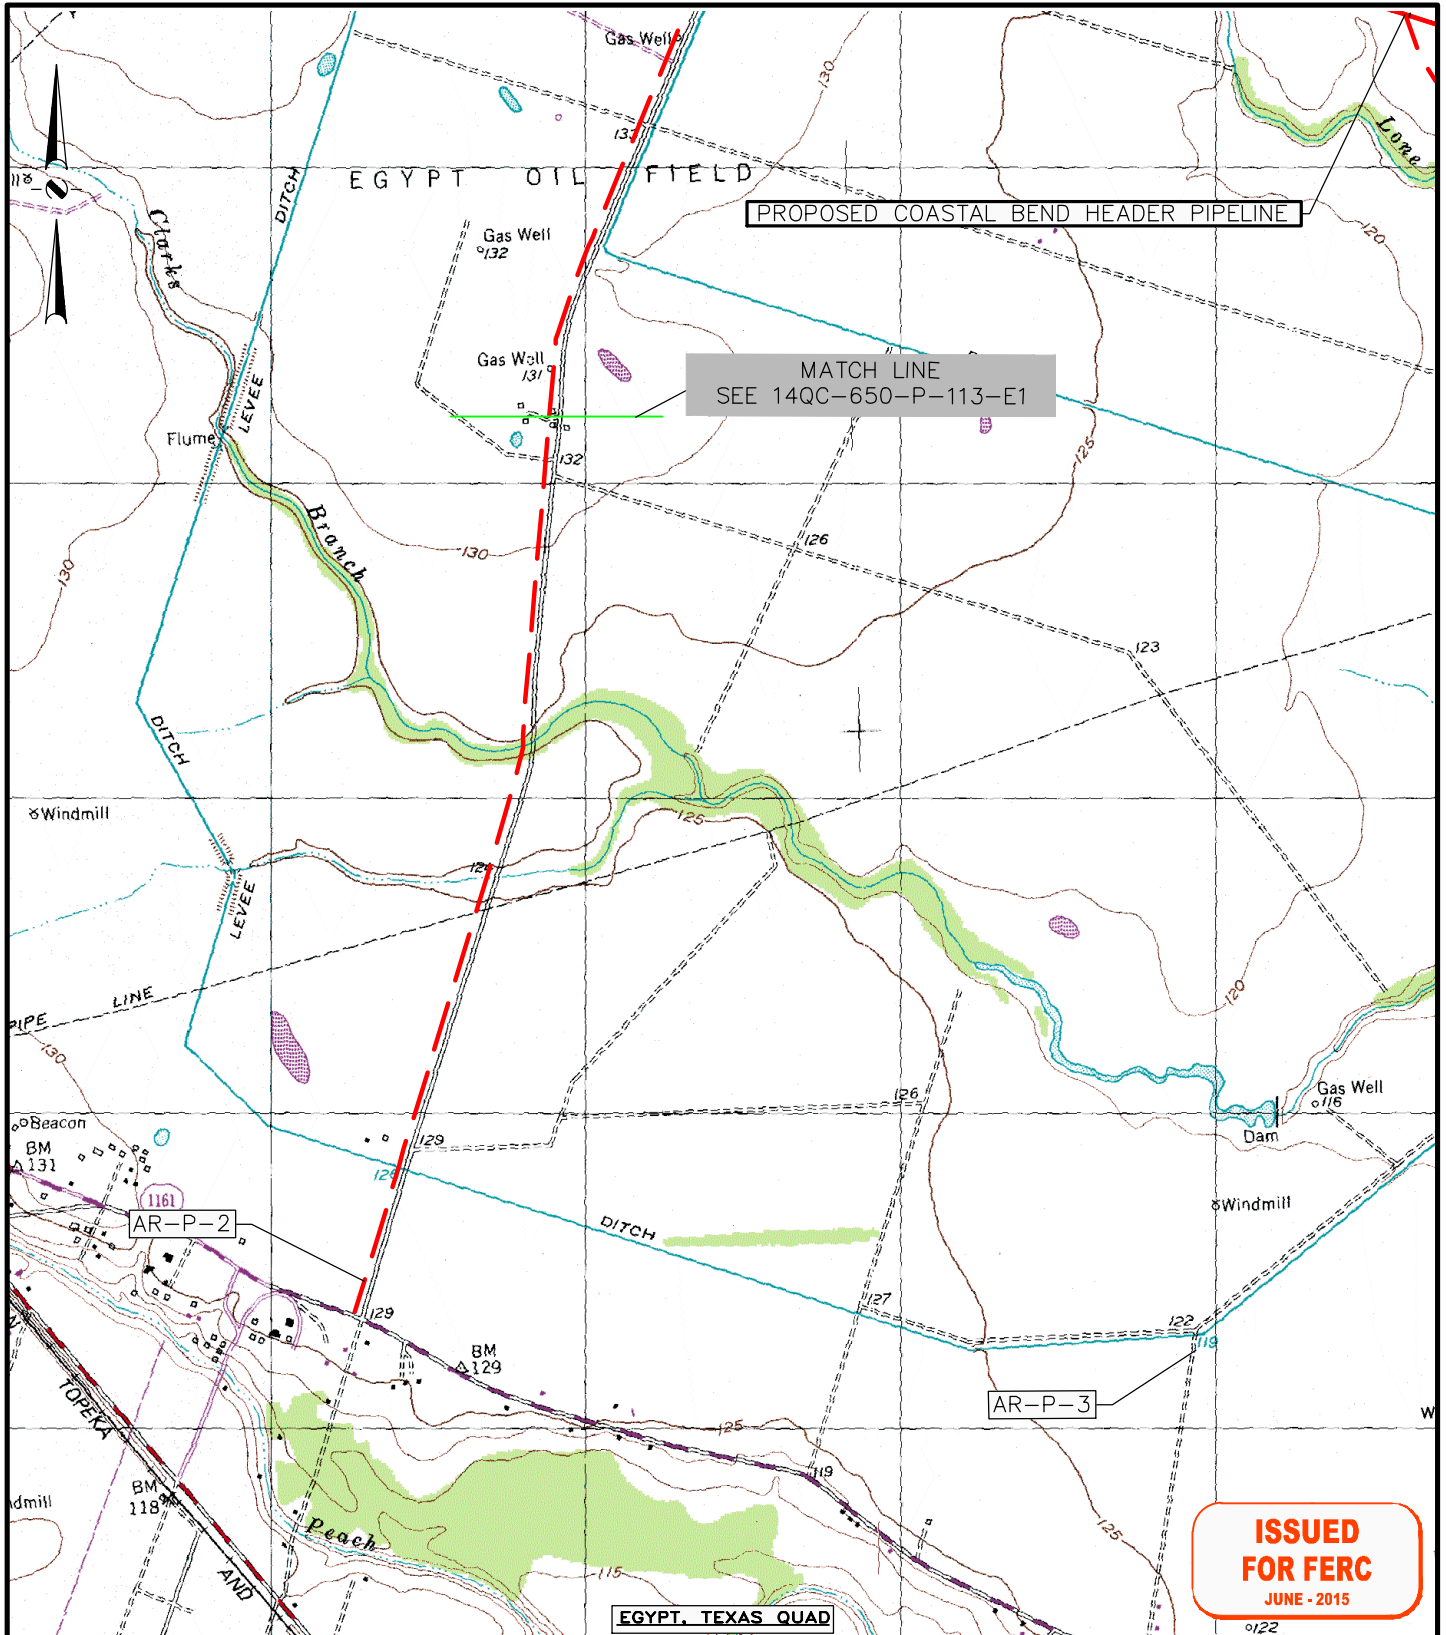 Gas Well
130
133
Lone
EGYPT OIL FIELD
DITCH
Clarks
PROPOSED COASTAL BEND HEADER PIPELINE
120
Gas Well
132
Gas Well
131
MATCH LINE
SEE 14QC-650-P-113-E1
LEVEE
Flume
132
125
Branch
126
130
130
123
DITCH
Windmill
125
LEVEE
PIPE LINE
120
130
126
Gas Well
116
Beacon
BM
131
129
Dam
128
1161
AR-P-2
Windmill
DITCH
129
127
122
119
BM
129
AR-P-3
TOPEKA
125
119
BM
118
Peach
125
115
AND
ISSUED
FOR FERC
JUNE - 2015
EGYPT, TEXAS QUAD
122